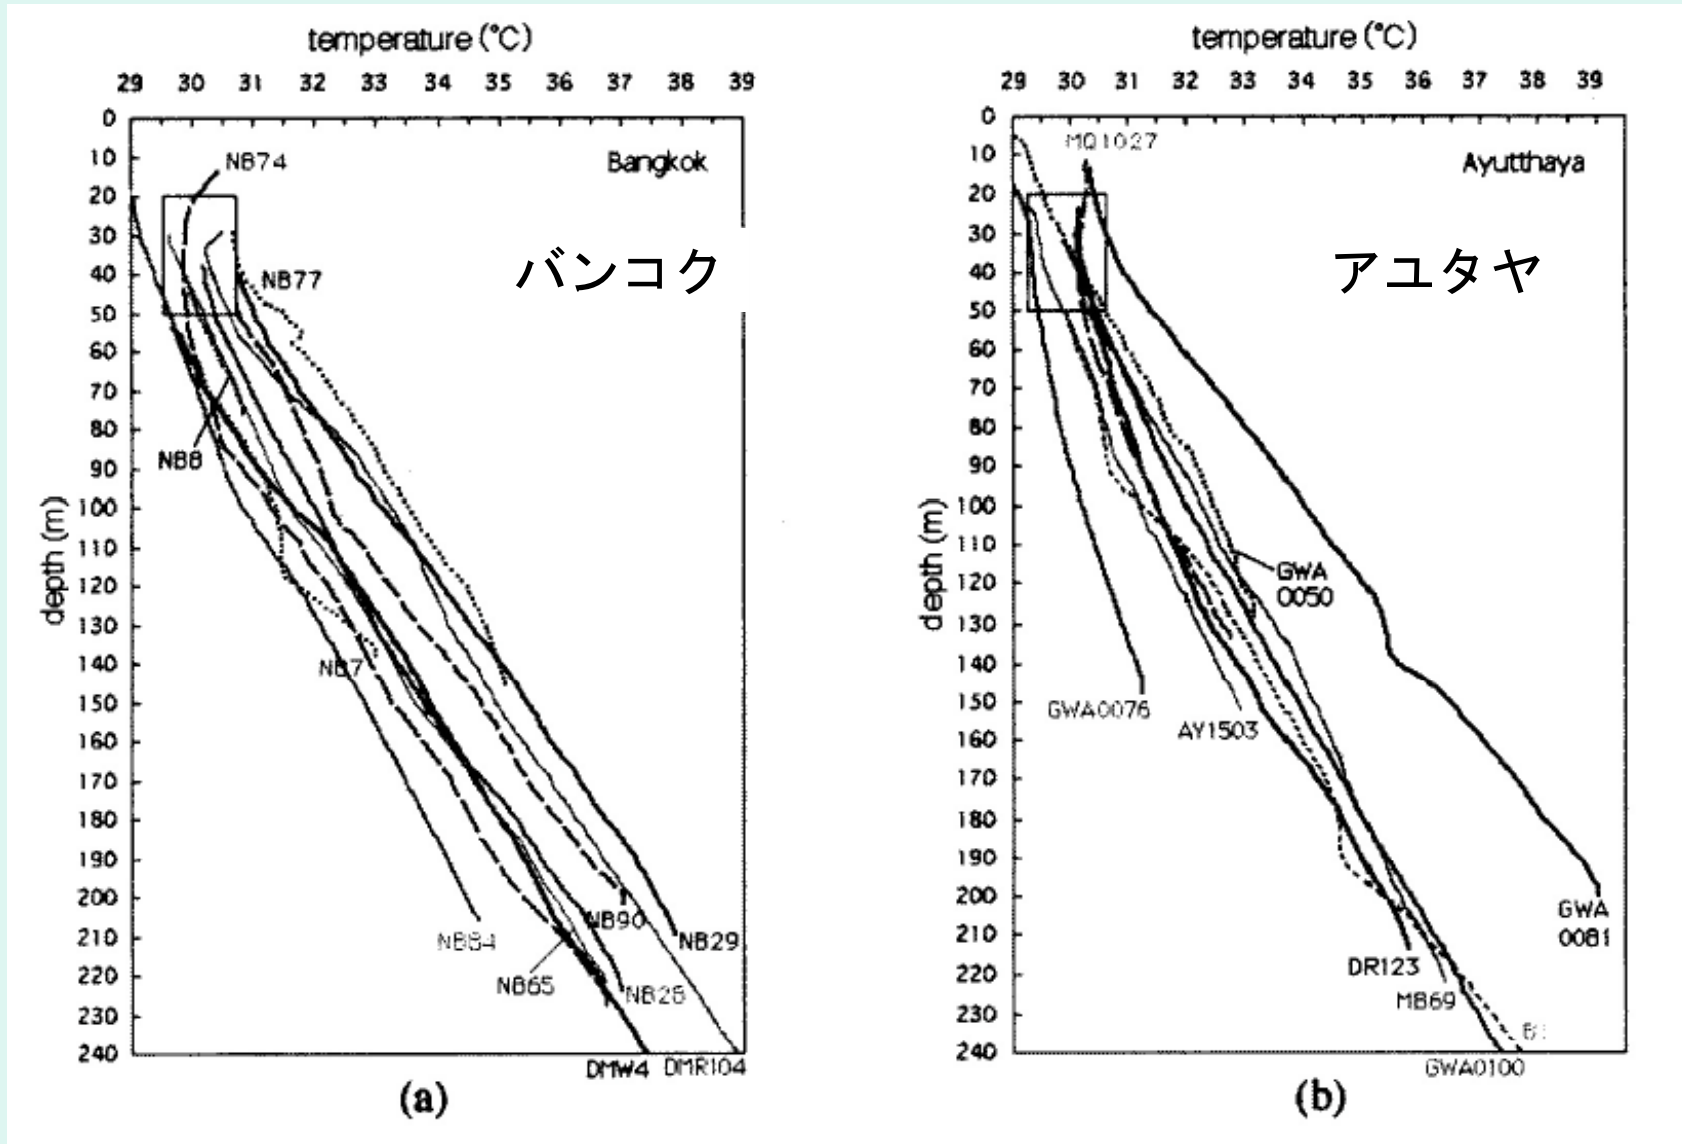 temperature (°C)
29 30 31 32 33 34 35 36 37 38 39
0
10
20
30
40
50
60
70
80
90
100
110
120
130
140
150
160
170
180
190
200
210
220
230
240
depth (m)
Bangkok
バンコク
NB74
NB77
NB8
NB7
NB84
NB90
NB29
NB65
NB28
DMW4 DMR104
(a)
temperature (°C)
29 30 31 32 33 34 35 36 37 38 39
0
10
20
30
40
50
60
70
80
90
100
110
120
130
140
150
160
170
180
190
200
210
220
230
240
depth (m)
Ayutthaya
アユタヤ
MQ1027
GWA
0050
GWA0076
AY1503
GWA
0081
DR123
MB69
GWA0100
(b)